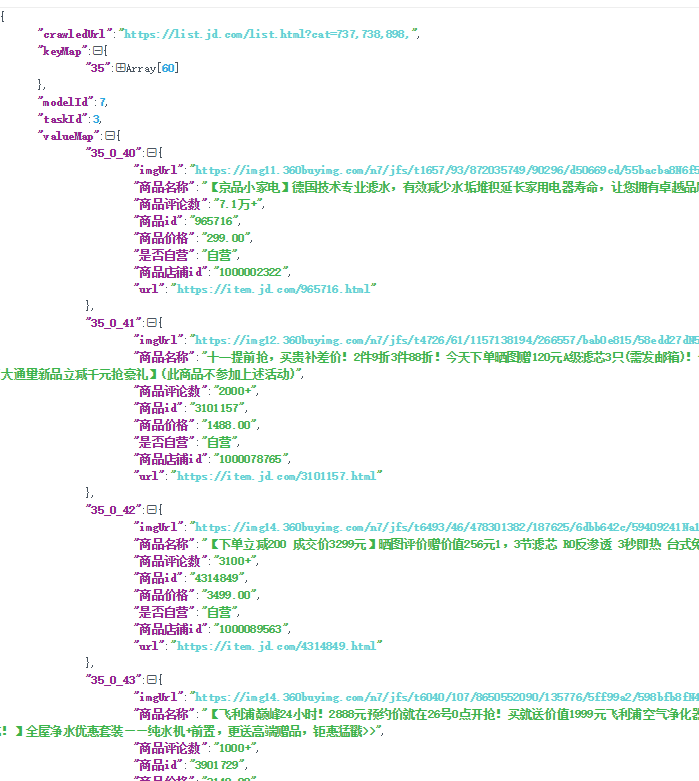 {
"crawledUrl":"https://list.jd.com/list.html?cat=737,738,898,",
"keyMap":{
"35":Array[60]
},
"modelId":7,
"taskId":3,
"valueMap":{
"35_0_40":{
"imgUrl":"https://img11.360buyimg.com/n7/jfs/t1657/93/872035749/90296/d50669cd/55bacba8N6f5
"商品名称":"【京品小家电】德国技术专业滤水，有效减少水垢堆积延长家用电器寿命，让您拥有卓越品
"商品评论数":"7.1万+",
"商品id":"965716",
"商品价格":"299.00",
"是否自营":"自营",
"商品店铺id":"1000002322",
"url":"https://item.jd.com/965716.html"
},
"35_0_41":{
"imgUrl":"https://img12.360buyimg.com/n7/jfs/t4726/61/1157138194/266557/bab0e815/58edd27dN5
"商品名称":"十一提前抢，买贵补差价！2件9折3件88折！今天下单晒图赠120元A级滤芯3只(需发邮箱)！
大通里新品立减千元抢豪礼】(此商品不参加上述活动)",
"商品评论数":"2000+",
"商品id":"3101157",
"商品价格":"1488.00",
"是否自营":"自营",
"商品店铺id":"1000078765",
"url":"https://item.jd.com/3101157.html"
},
"35_0_42":{
"imgUrl":"https://img14.360buyimg.com/n7/jfs/t6493/46/478301382/187625/6dbb642c/59409241Na1
"商品名称":"【下单立减200 成交价3299元】晒图评价赠价值256元1，3节滤芯 RO反渗透 3秒即热 台式免
"商品评论数":"3100+",
"商品id":"4314849",
"商品价格":"3499.00",
"是否自营":"自营",
"商品店铺id":"1000089563",
"url":"https://item.jd.com/4314849.html"
},
"35_0_43":{
"imgUrl":"https://img14.360buyimg.com/n7/jfs/t6040/107/8650552090/135776/5ff99a2/598bfb8fN4
"商品名称":"【飞利浦巅峰24小时！2888元预约价就在26号0点开抢！买就送价值1999元飞利浦空气净化器
！】全屋净水优惠套装——纯水机+前置，更送高端赠品，钜惠猛戳>>",
"商品评论数":"1000+",
"商品id":"3901729",